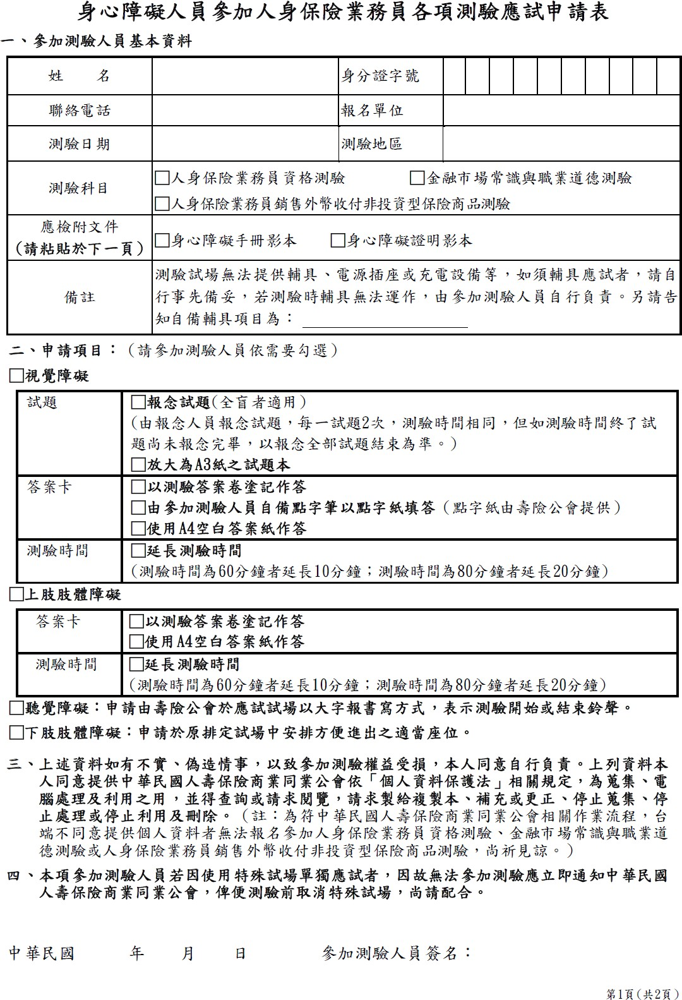 身心障礙人員參加人身保險業務員各項測驗應試申請表
一、參加測驗人員基本資料
姓　　名
身分證字號
聯絡電話
報名單位
測驗日期
測驗地區
測驗科目
□人身保險業務員資格測驗　　　　□金融市場常識與職業道德測驗
□人身保險業務員銷售外幣收付非投資型保險商品測驗
應檢附文件
（請粘貼於下一頁）
□身心障礙手冊影本　　□身心障礙證明影本
備註
測驗試場無法提供輔具、電源插座或充電設備等，如須輔具應試者，請自
行事先備妥，若測驗時輔具無法運作，由參加測驗人員自行負責。另請告
知自備輔具項目為：
二、申請項目：（請參加測驗人員依需要勾選）
□視覺障礙
試題
□報念試題(全盲者適用）
(由報念人員報念試題，每一試題2次，測驗時間相同，但如測驗時間終了試
題尚未報念完畢，以報念全部試題結束為準。)
□放大為A3紙之試題本
答案卡
□以測驗答案卷塗記作答
□由參加測驗人員自備點字筆以點字紙填答（點字紙由壽險公會提供）
□使用A4空白答案紙作答
測驗時間
□延長測驗時間
(測驗時間為60分鐘者延長10分鐘；測驗時間為80分鐘者延長20分鐘)
□上肢肢體障礙
答案卡
□以測驗答案卷塗記作答
□使用A4空白答案紙作答
測驗時間
□延長測驗時間
(測驗時間為60分鐘者延長10分鐘；測驗時間為80分鐘者延長20分鐘)
□聽覺障礙：申請由壽險公會於應試試場以大字報書寫方式，表示測驗開始或結束鈴聲。
□下肢肢體障礙：申請於原排定試場中安排方便進出之適當座位。
三、上述資料如有不實、偽造情事，以致參加測驗權益受損，本人同意自行負責。上列資料本
人同意提供中華民國人壽保險商業同業公會依「個人資料保護法」相關規定，為蒐集、電
腦處理及利用之用，並得查詢或請求閱覽，請求製給複製本、補充或更正、停止蒐集、停
止處理或停止利用及刪除。（註：為符中華民國人壽保險商業同業公會相關作業流程，台
端不同意提供個人資料者無法報名參加人身保險業務員資格測驗、金融市場常識與職業道
德測驗或人身保險業務員銷售外幣收付非投資型保險商品測驗，尚祈見諒。）
四、本項參加測驗人員若因使用特殊試場單獨應試者，因故無法參加測驗應立即通知中華民國
人壽保險商業同業公會，俾便測驗前取消特殊試場，尚請配合。
中華民國　　　年　　月　　日　　　　參加測驗人員簽名：
第1頁（共2頁）